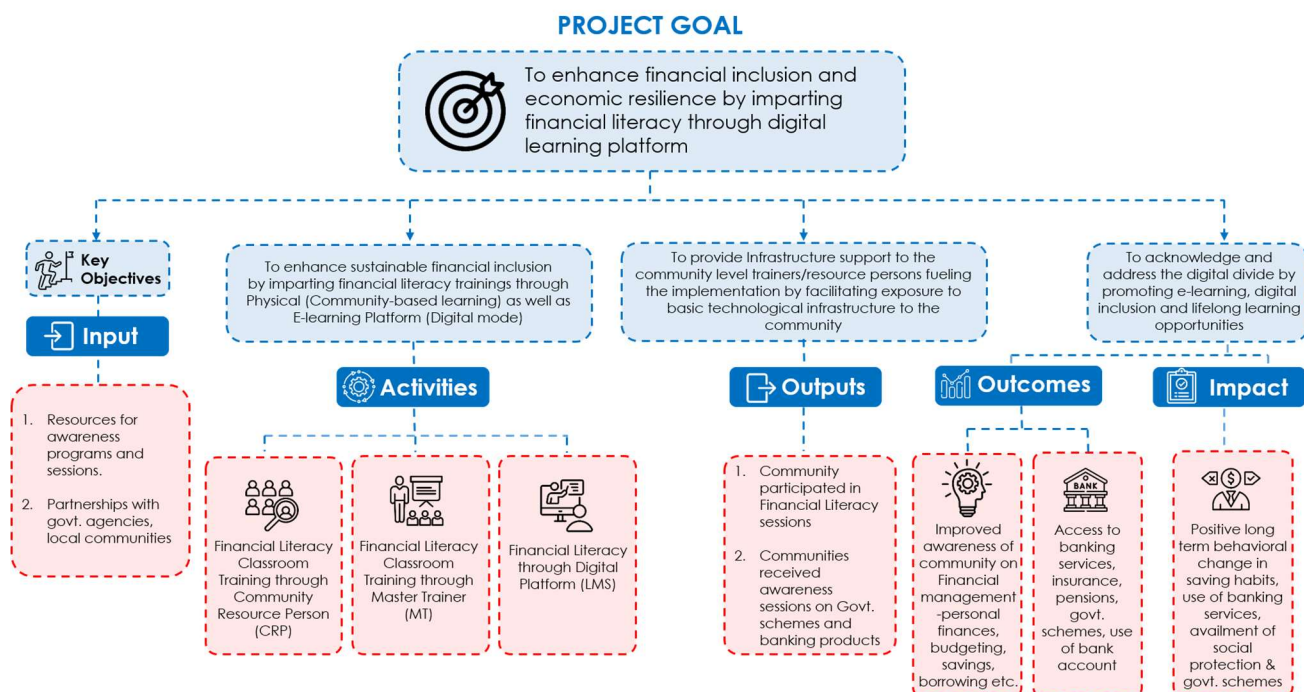 PROJECT GOAL
To enhance financial inclusion and
economic resilience by imparting
financial literacy through digital
learning platform
Key
Objectives
To enhance sustainable financial inclusion
by imparting financial literacy trainings through
Physical (Community-based learning) as well as
E-learning Platform (Digital mode)
To provide Infrastructure support to the
community level trainers/resource persons fueling
the implementation by facilitating exposure to
basic technological infrastructure to the
community
To acknowledge and
address the digital divide by
promoting e-learning, digital
inclusion and lifelong learning
opportunities
Input
1. Resources for
awareness
programs and
sessions.
2. Partnerships with
govt. agencies,
local communities
Activities
Financial Literacy
Classroom
Training through
Community
Resource Person
(CRP)
Financial Literacy
Classroom
Training through
Master Trainer
(MT)
Financial Literacy
through Digital
Platform (LMS)
Outputs
1. Community
participated in
Financial Literacy
sessions
2. Communities
received
awareness
sessions on Govt.
schemes and
banking products
Outcomes
Improved
awareness of
community on
Financial
management
-personal
finances,
budgeting,
savings,
borrowing etc.
BANK
Access to
banking
services,
insurance,
pensions,
govt.
schemes, use
of bank
account
Impact
$
Positive long
term behavioral
change in
saving habits,
use of banking
services,
availment of
social
protection &
govt. schemes